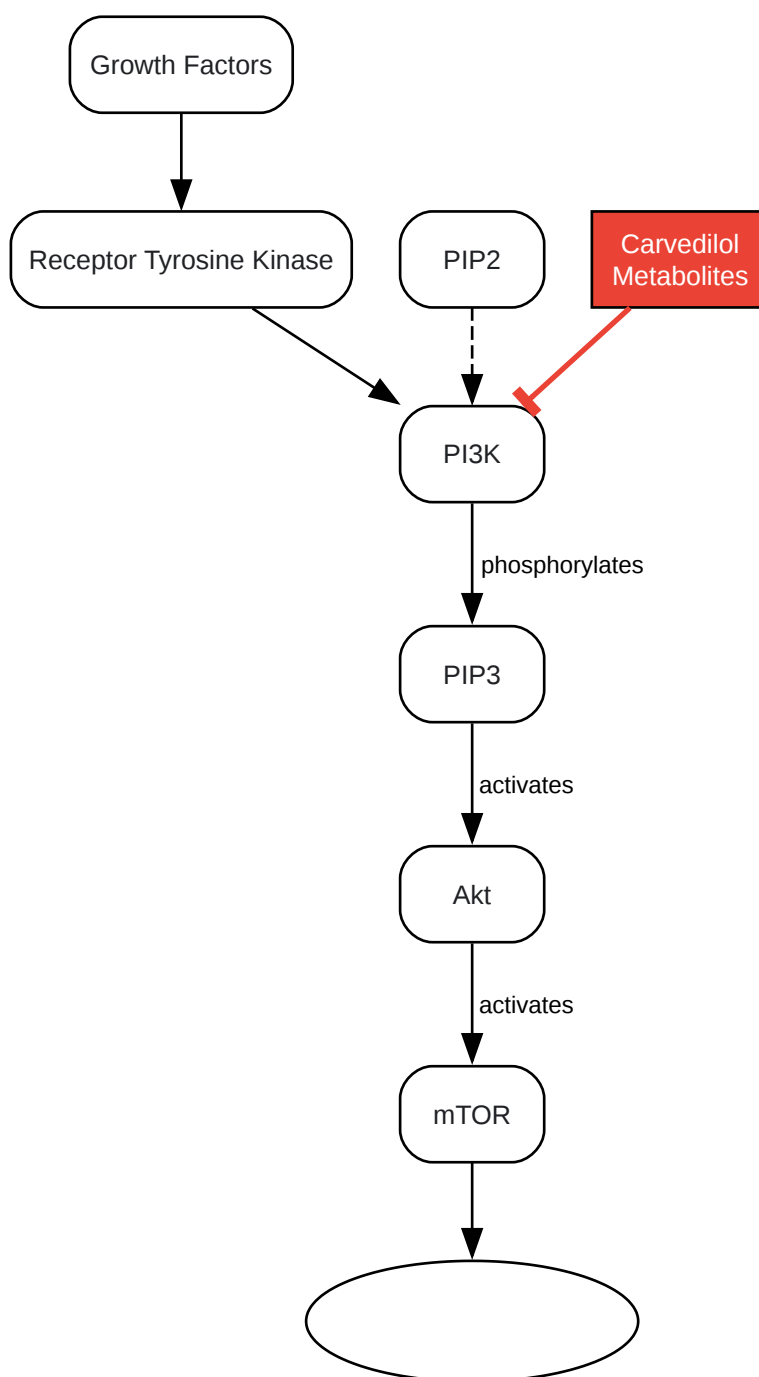 Growth Factors
Receptor Tyrosine Kinase
PIP2
Carvedilol
Metabolites
PI3K
phosphorylates
PIP3
activates
Akt
activates
mTOR